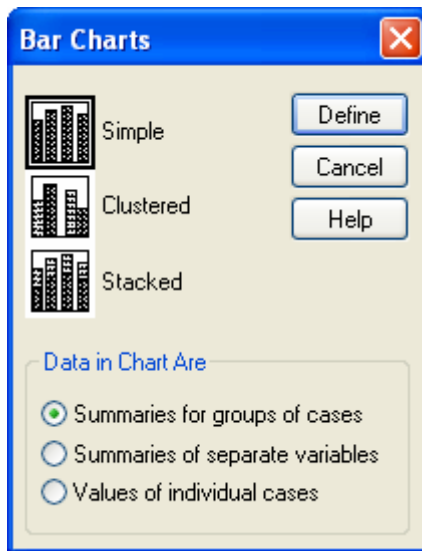 Bar Charts
Simple
Define
Cancel
Clustered
Help
Stacked
Data in Chart Are
Summaries for groups of cases
Summaries of separate variables
Values of individual cases